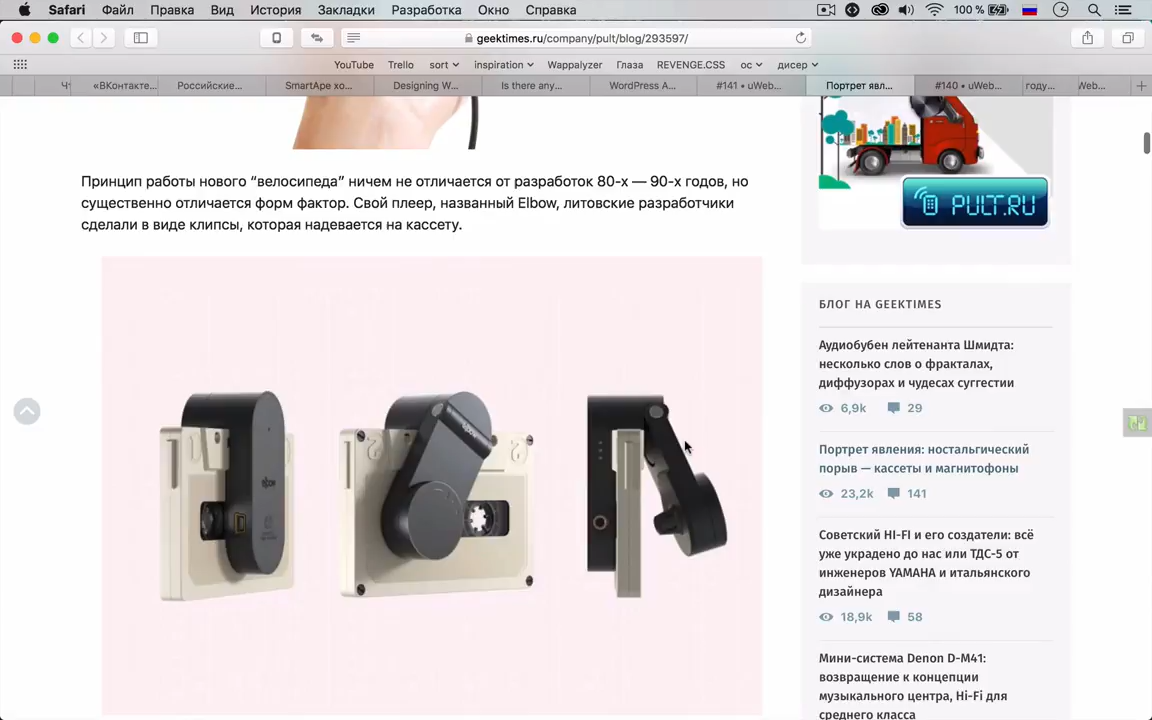 Safari Файл Правка Вид История Закладки Разработка Окно Справка 100 %
geektimes.ru/company/pult/blog/293597/
YouTube Trello sort inspiration Wappalyzer Глаза REVENGE.CSS ос дисер
«ВКонтакте... Российские... SmartApe хо... Designing W... Is there any... WordPress A... #141 • uWeb... Портрет явл... #140 • uWeb... году... Web...
PULT.RU
Принцип работы нового “велосипеда” ничем не отличается от разработок 80-х — 90-х годов, но
существенно отличается форм фактор. Свой плеер, названный Elbow, литовские разработчики
сделали в виде клипсы, которая надевается на кассету.
БЛОГ НА GEEKTIMES
Аудиобубен лейтенанта Шмидта:
несколько слов о фракталах,
диффузорах и чудесах суггестии
6,9k 29
Портрет явления: ностальгический
порыв — кассеты и магнитофоны
23,2k 141
Советский HI-FI и его создатели: всё
уже украдено до нас или ТДС-5 от
инженеров YAMAHA и итальянского
дизайнера
18,9k 58
Мини-система Denon D-M41:
возвращение к концепции
музыкального центра, Hi-Fi для
среднего класса